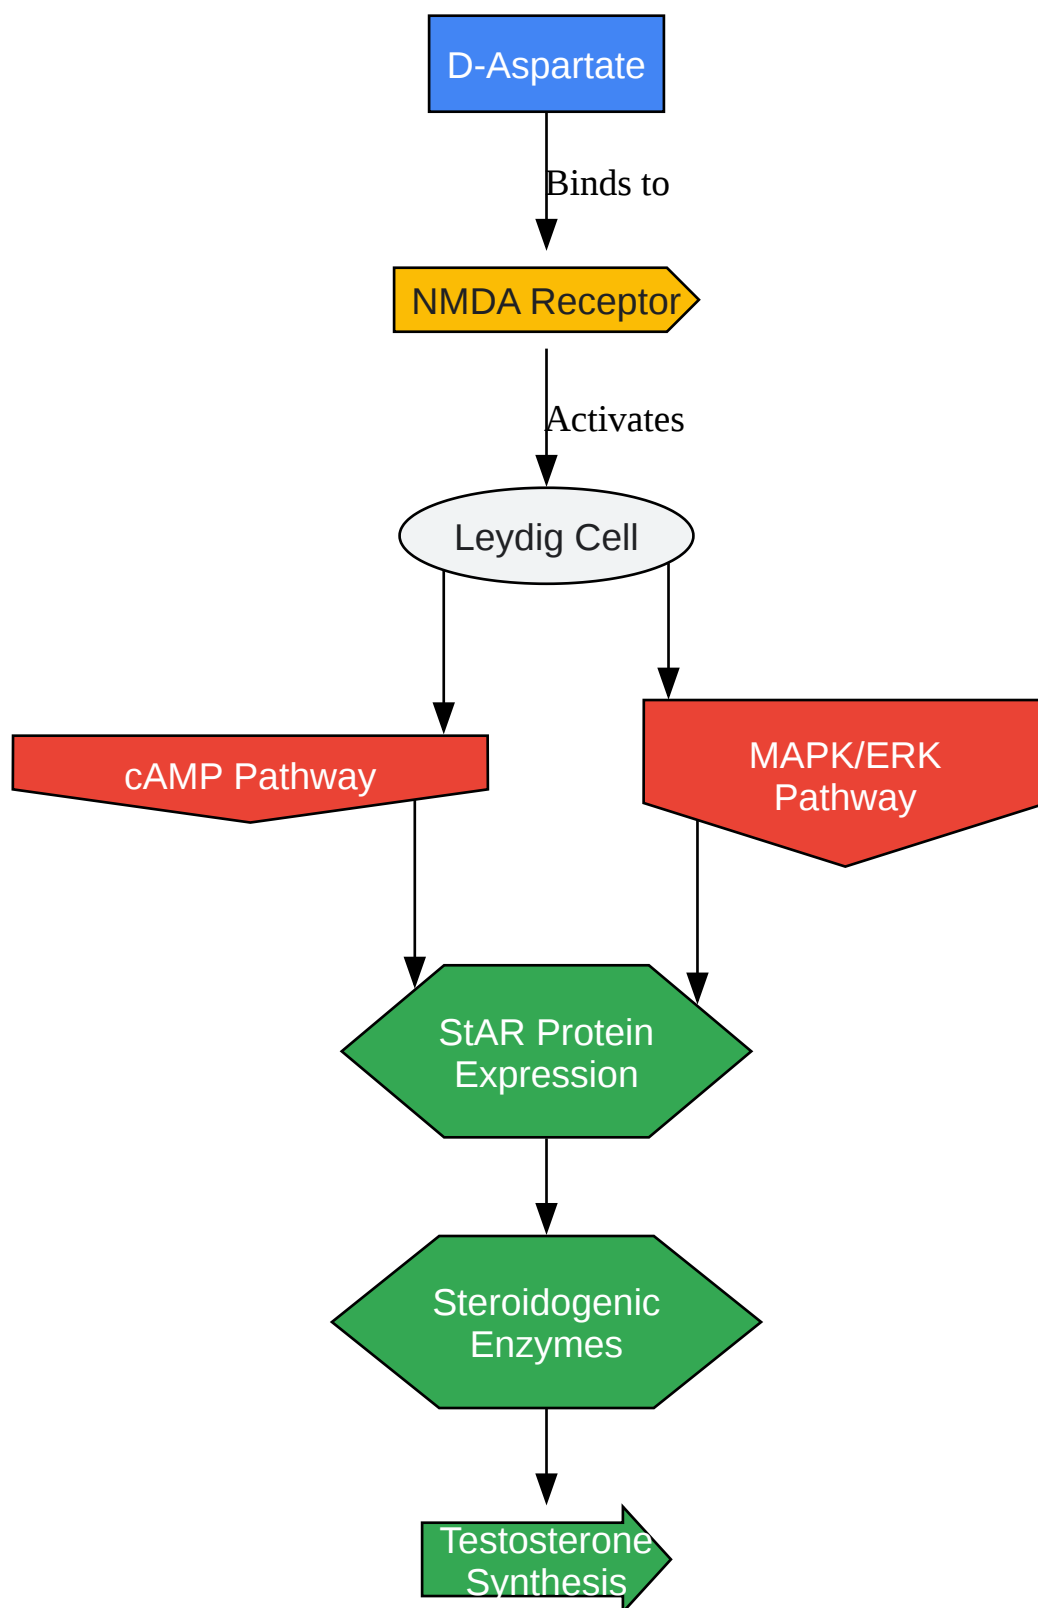 D-Aspartate
Binds to
NMDA Receptor
Activates
Leydig Cell
cAMP Pathway
MAPK/ERK
Pathway
StAR Protein
Expression
Steroidogenic
Enzymes
Testosterone
Synthesis